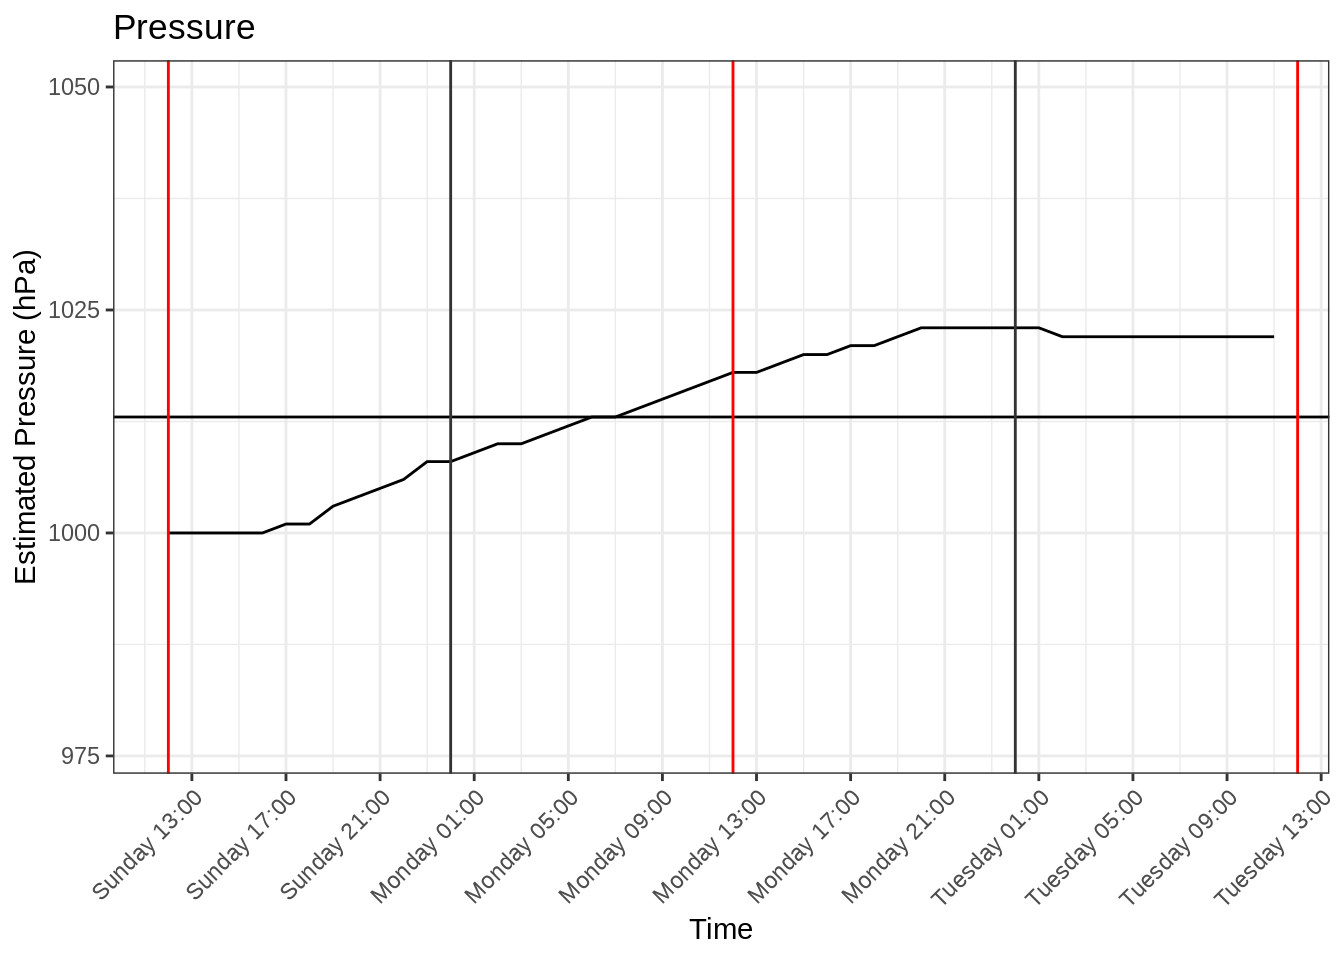 Pressure
Estimated Pressure (hPa)
1050
1025
1000
975
Sunday 13:00
Sunday 17:00
Sunday 21:00
Monday 01:00
Monday 05:00
Monday 09:00
Monday 13:00
Monday 17:00
Monday 21:00
Tuesday 01:00
Tuesday 05:00
Tuesday 09:00
Tuesday 13:00
Time